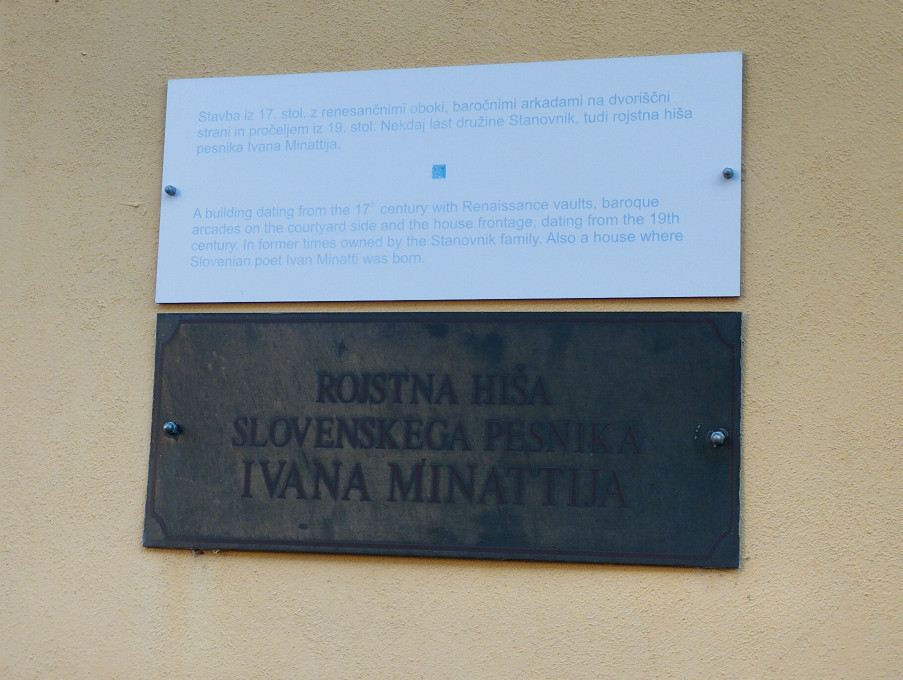 Stavba iz 17. stol. z renesančnimi oboki, baročnimi arkadami na dvoriščni
strani in pročeljem iz 19. stol. Nekdaj last družine Stanovnik, tudi rojstna hiša
pesnika Ivana Minattija.
A building dating from the 17th century with Renaissance vaults, baroque
arcades on the courtyard side and the house frontage, dating from the 19th
century. In former times owned by the Stanovnik family. Also a house where
Slovenian poet Ivan Minatti was born.
ROJSTNA HIŠA
SLOVENSKEGA PESNIKA
IVANA MINATTIJA